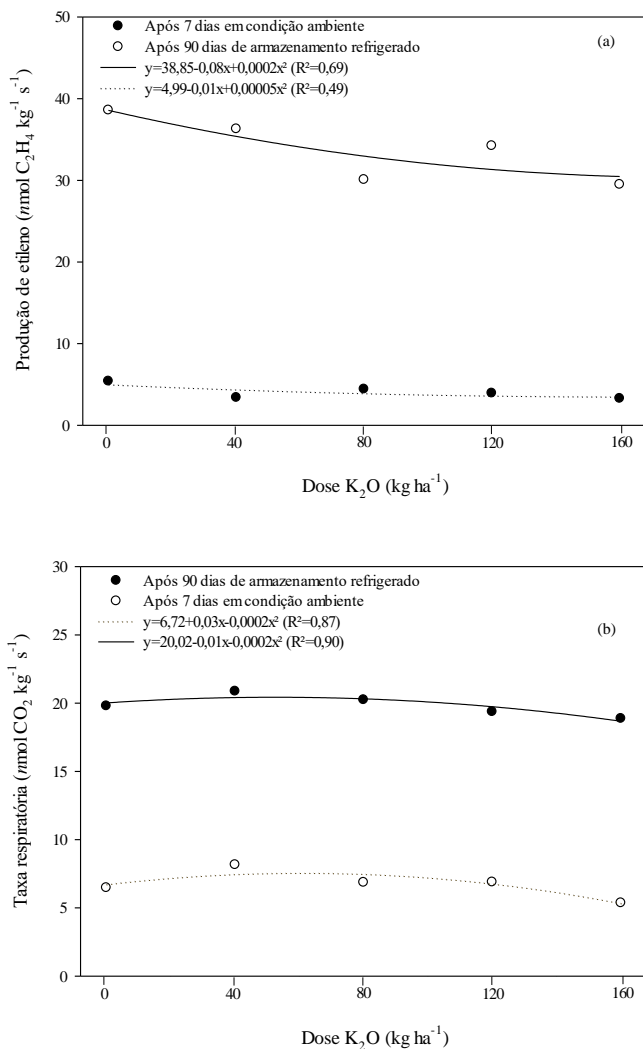 50
40
30
20
10
0
Produção de etileno (nmol C₂H₄ kg⁻¹ s⁻¹)
Após 7 dias em condição ambiente
Após 90 dias de armazenamento refrigerado
y=38,85-0,08x+0,0002x² (R²=0,69)
y=4,99-0,01x+0,00005x² (R²=0,49)
(a)
0 40 80 120 160
Dose K₂O (kg ha⁻¹)
30
25
20
15
10
5
0
Taxa respiratória (nmol CO₂ kg⁻¹ s⁻¹)
Após 90 dias de armazenamento refrigerado
Após 7 dias em condição ambiente
y=6,72+0,03x-0,0002x² (R²=0,87)
y=20,02-0,01x-0,0002x² (R²=0,90)
(b)
0 40 80 120 160
Dose K₂O (kg ha⁻¹)